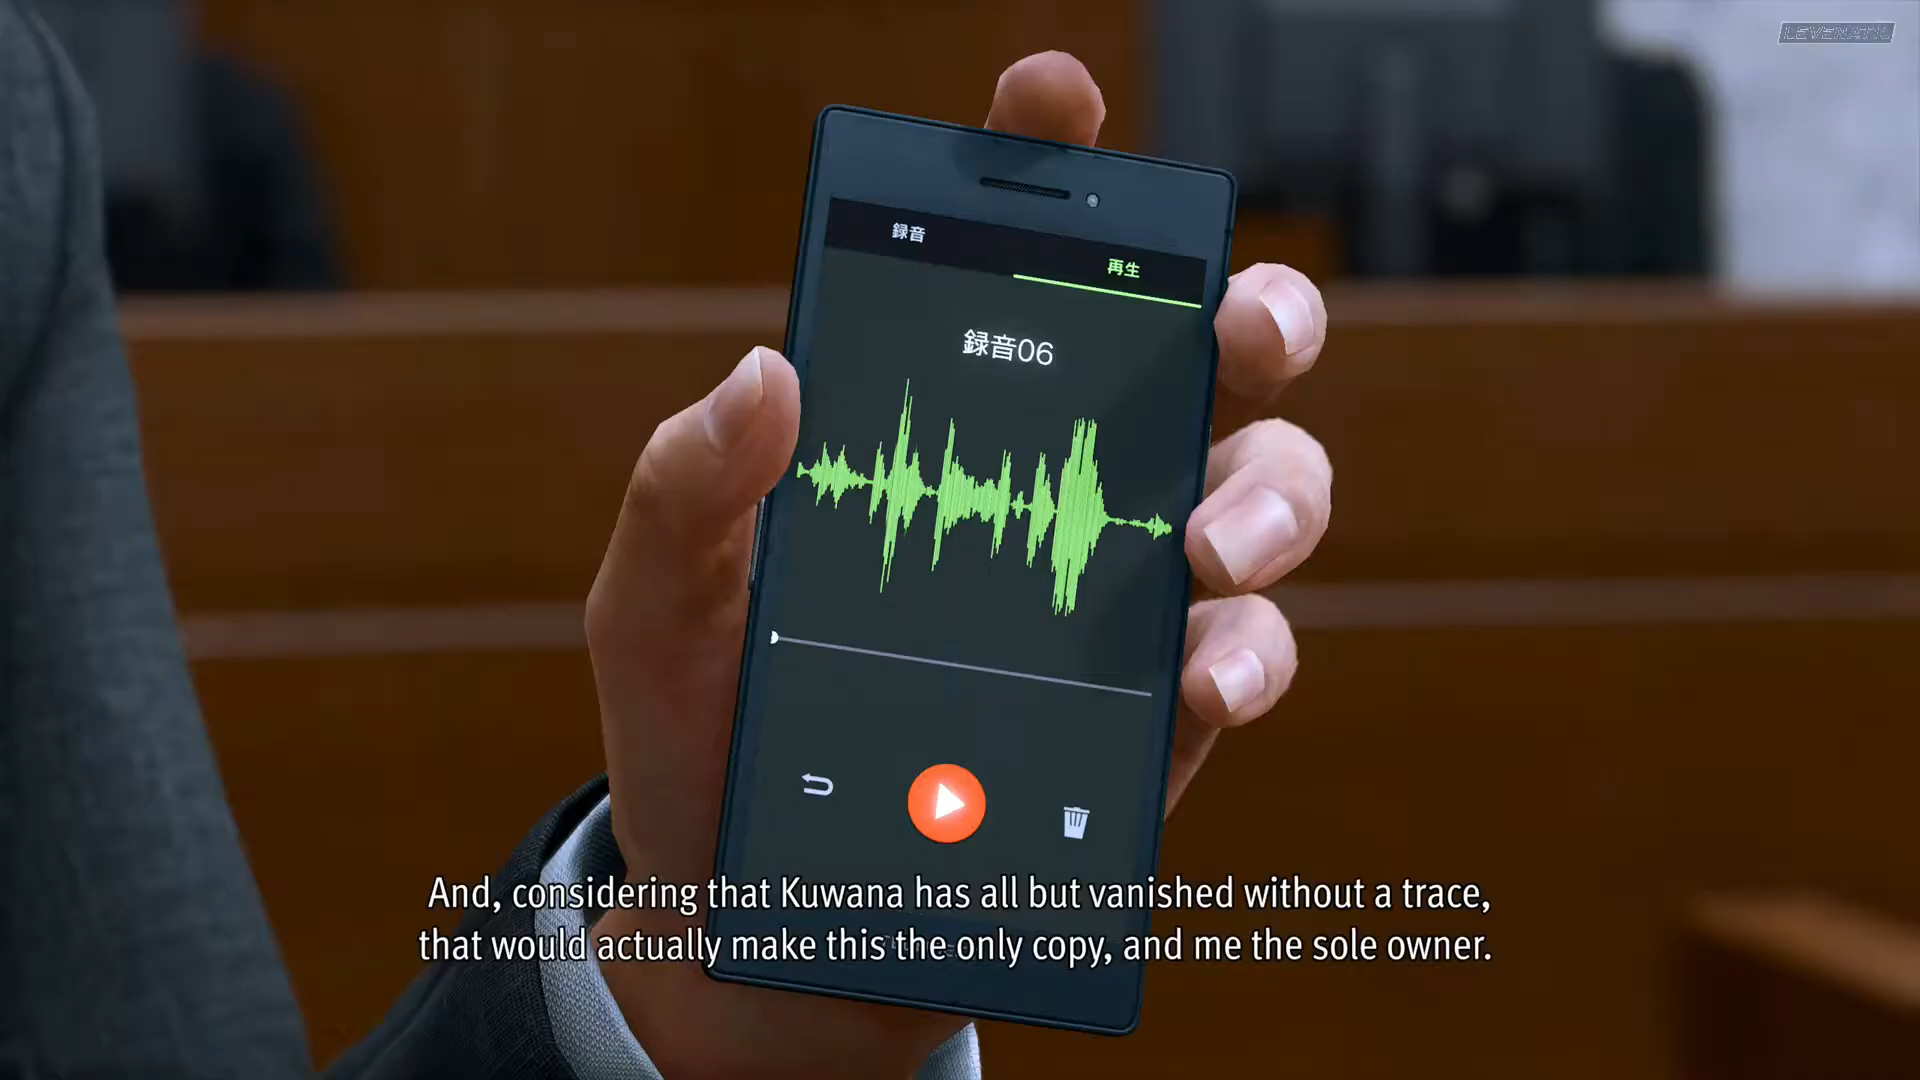 LEVENATIL
録音
再生
録音06
And, considering that Kuwana has all but vanished without a trace,
that would actually make this the only copy, and me the sole owner.